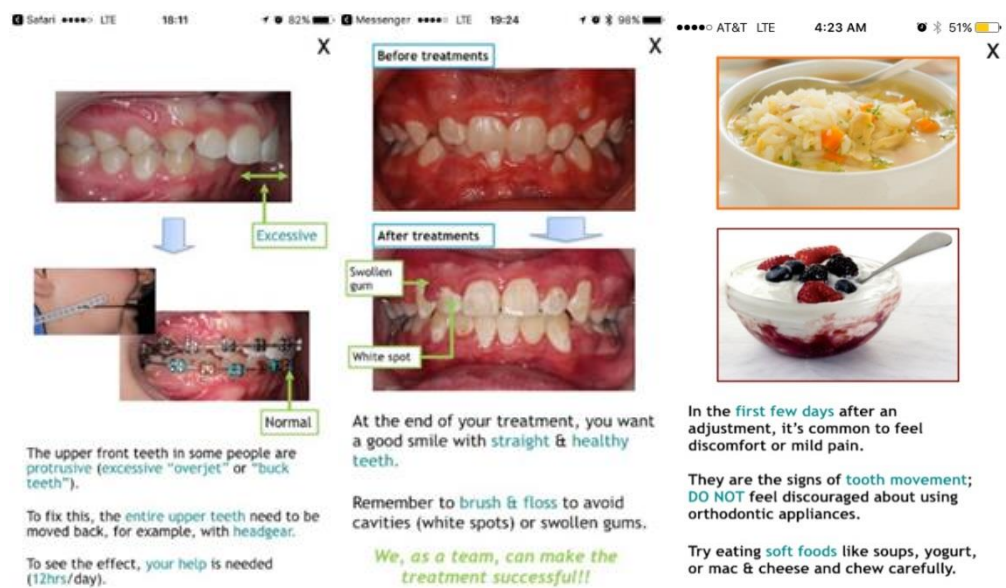 Safari LTE 18:11 82%
X
Excessive
Normal
The upper front teeth in some people are
protrusive (excessive "overjet" or "buck
teeth").
To fix this, the entire upper teeth need to be
moved back, for example, with headgear.
To see the effect, your help is needed
(12hrs/day).
Messenger LTE 19:24 98%
X
Before treatments
After treatments
Swollen
gum
White spot
At the end of your treatment, you want
a good smile with straight & healthy
teeth.
Remember to brush & floss to avoid
cavities (white spots) or swollen gums.
We, as a team, can make the
treatment successful!!
AT&T LTE 4:23 AM 51%
X
In the first few days after an
adjustment, it's common to feel
discomfort or mild pain.
They are the signs of tooth movement;
DO NOT feel discouraged about using
orthodontic appliances.
Try eating soft foods like soups, yogurt,
or mac & cheese and chew carefully.